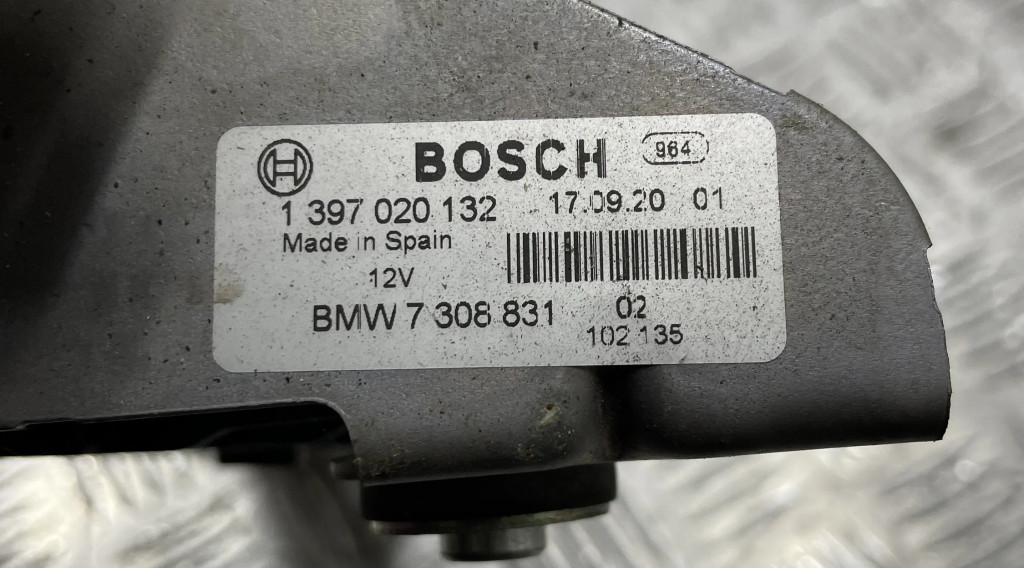 BOSCH 964
1 397 020 132 17.09.20 01
Made in Spain
12V
BMW 7 308 831 02
102 135